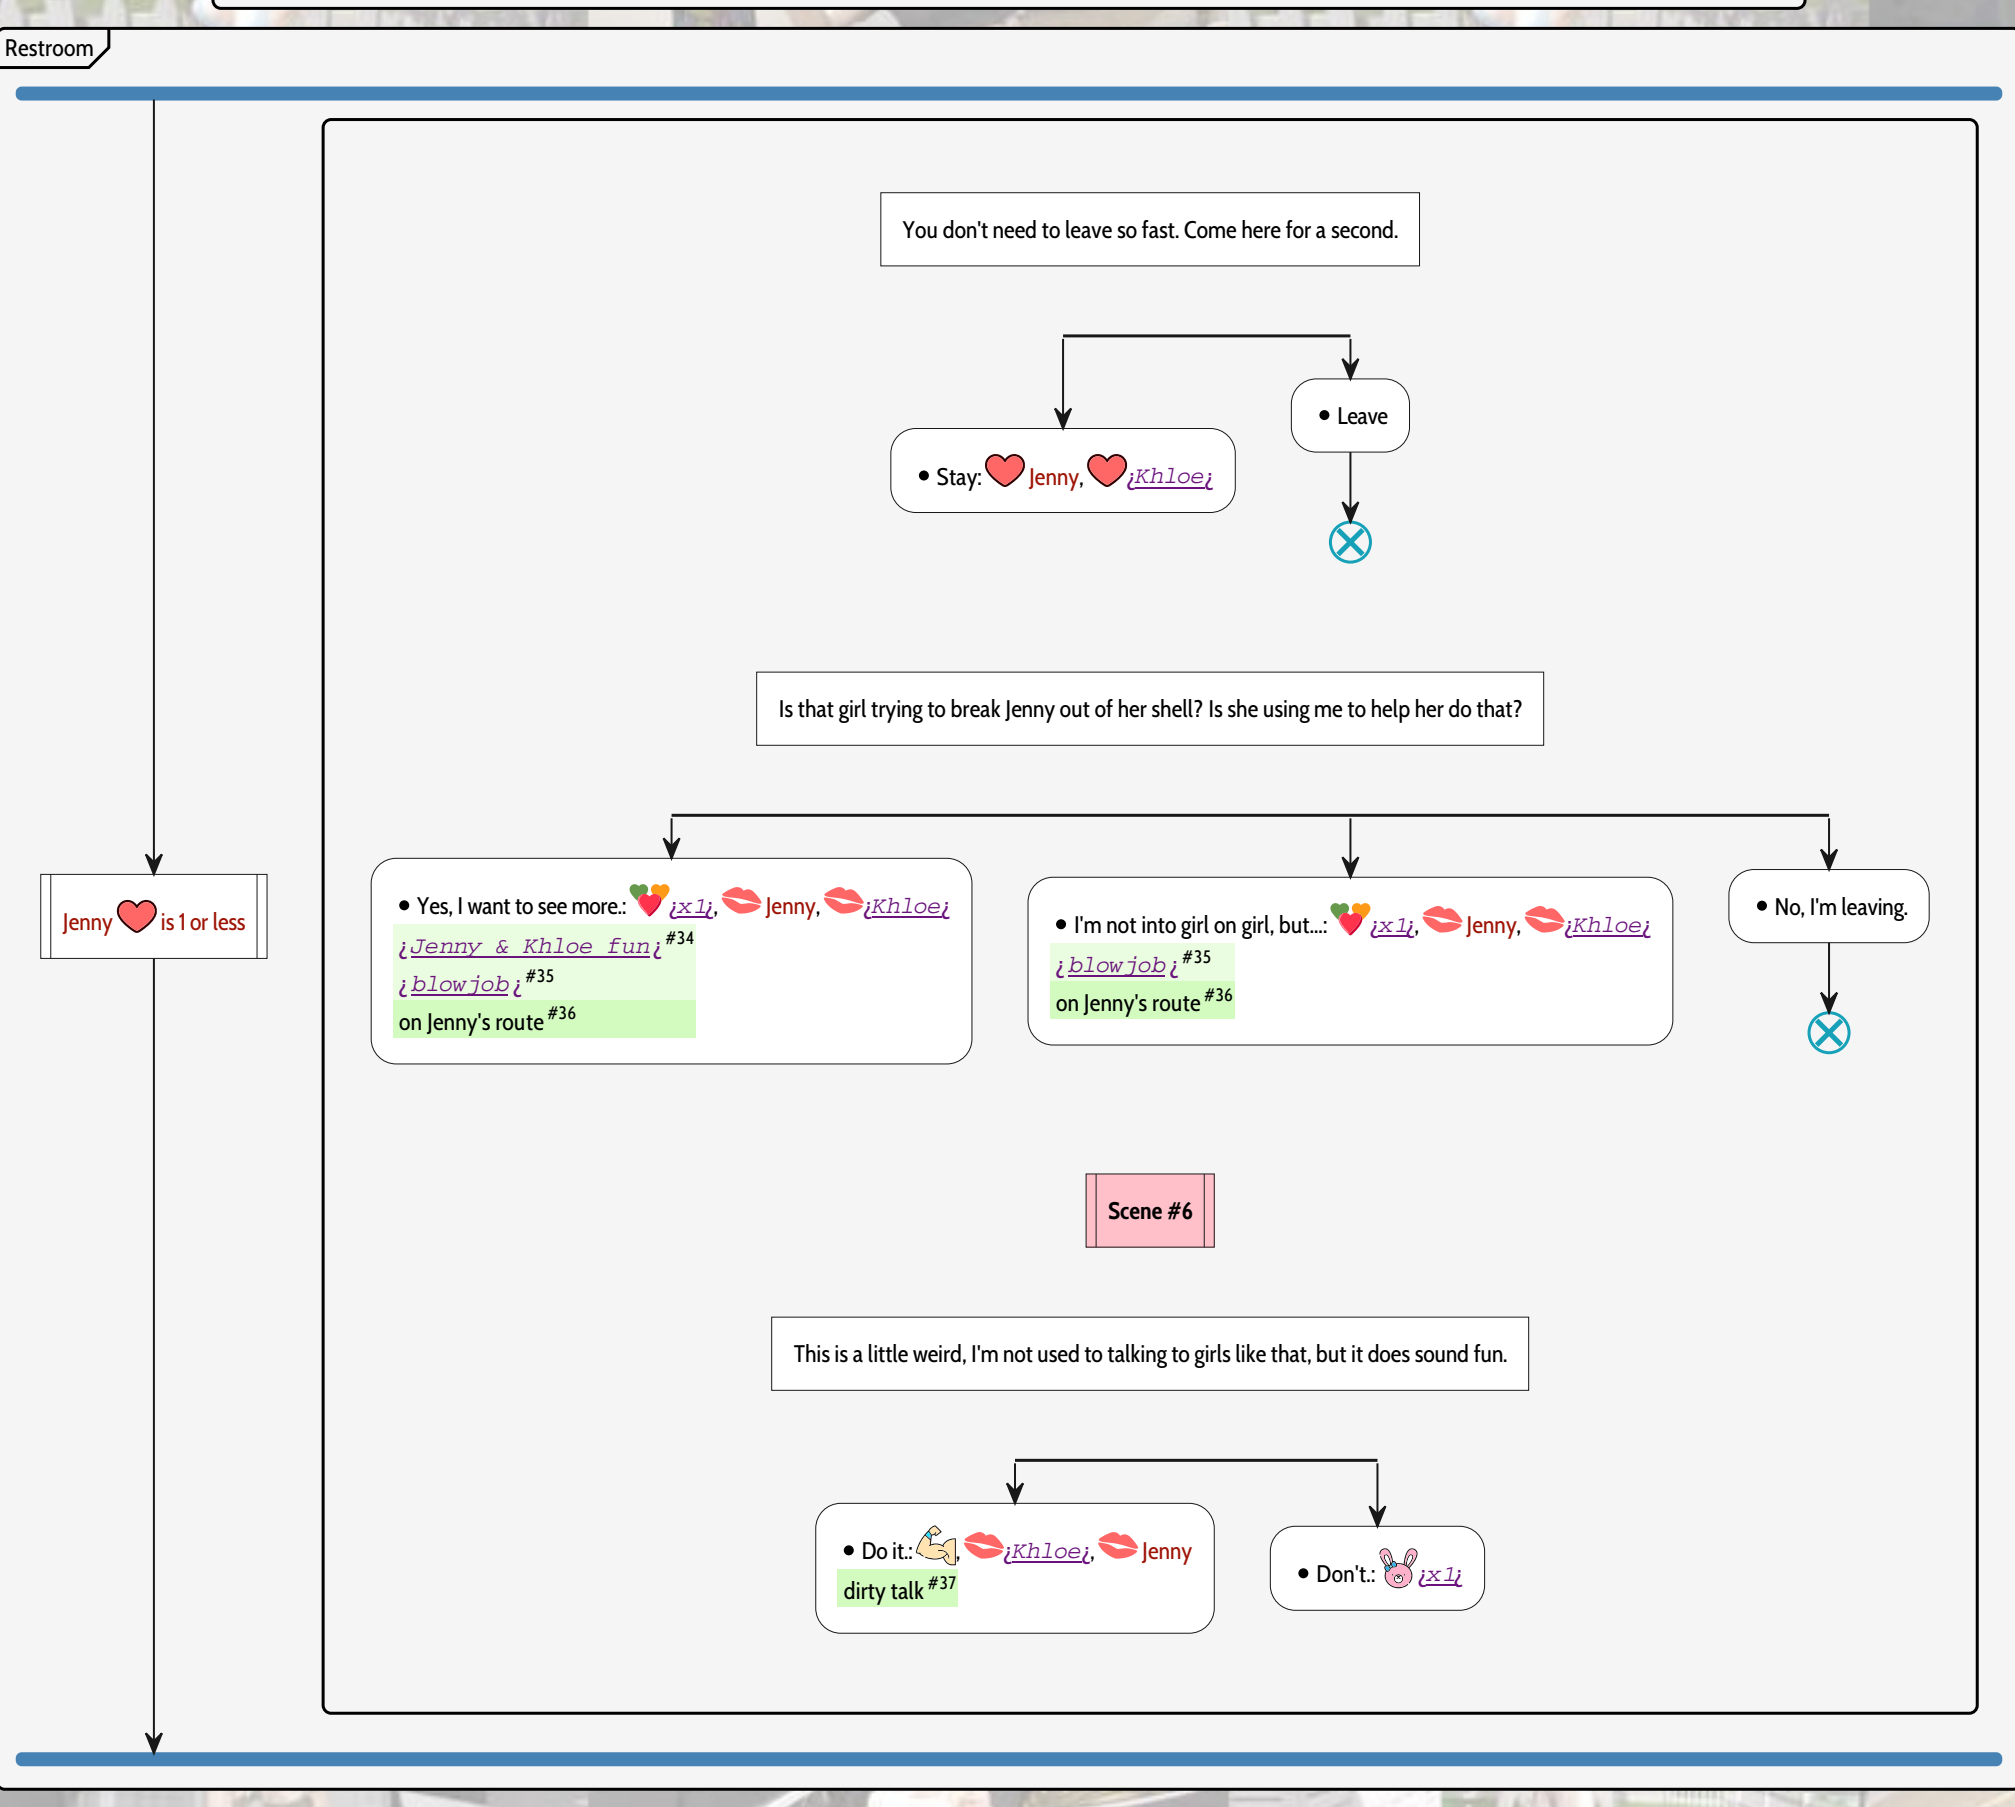 Restroom
You don't need to leave so fast. Come here for a second.
• Leave
• Stay: Jenny, ¿Khloe¿
Is that girl trying to break Jenny out of her shell? Is she using me to help her do that?
Jenny is 1 or less
• Yes, I want to see more.: ¿x1¿, Jenny, ¿Khloe¿
¿Jenny & Khloe fun¿ #34
¿blowjob¿ #35
on Jenny's route #36
• I'm not into girl on girl, but...: ¿x1¿, Jenny, ¿Khloe¿
¿blowjob¿ #35
on Jenny's route #36
• No, I'm leaving.
Scene #6
This is a little weird, I'm not used to talking to girls like that, but it does sound fun.
• Do it.: , ¿Khloe¿, Jenny
dirty talk #37
• Don't.: ¿x1¿